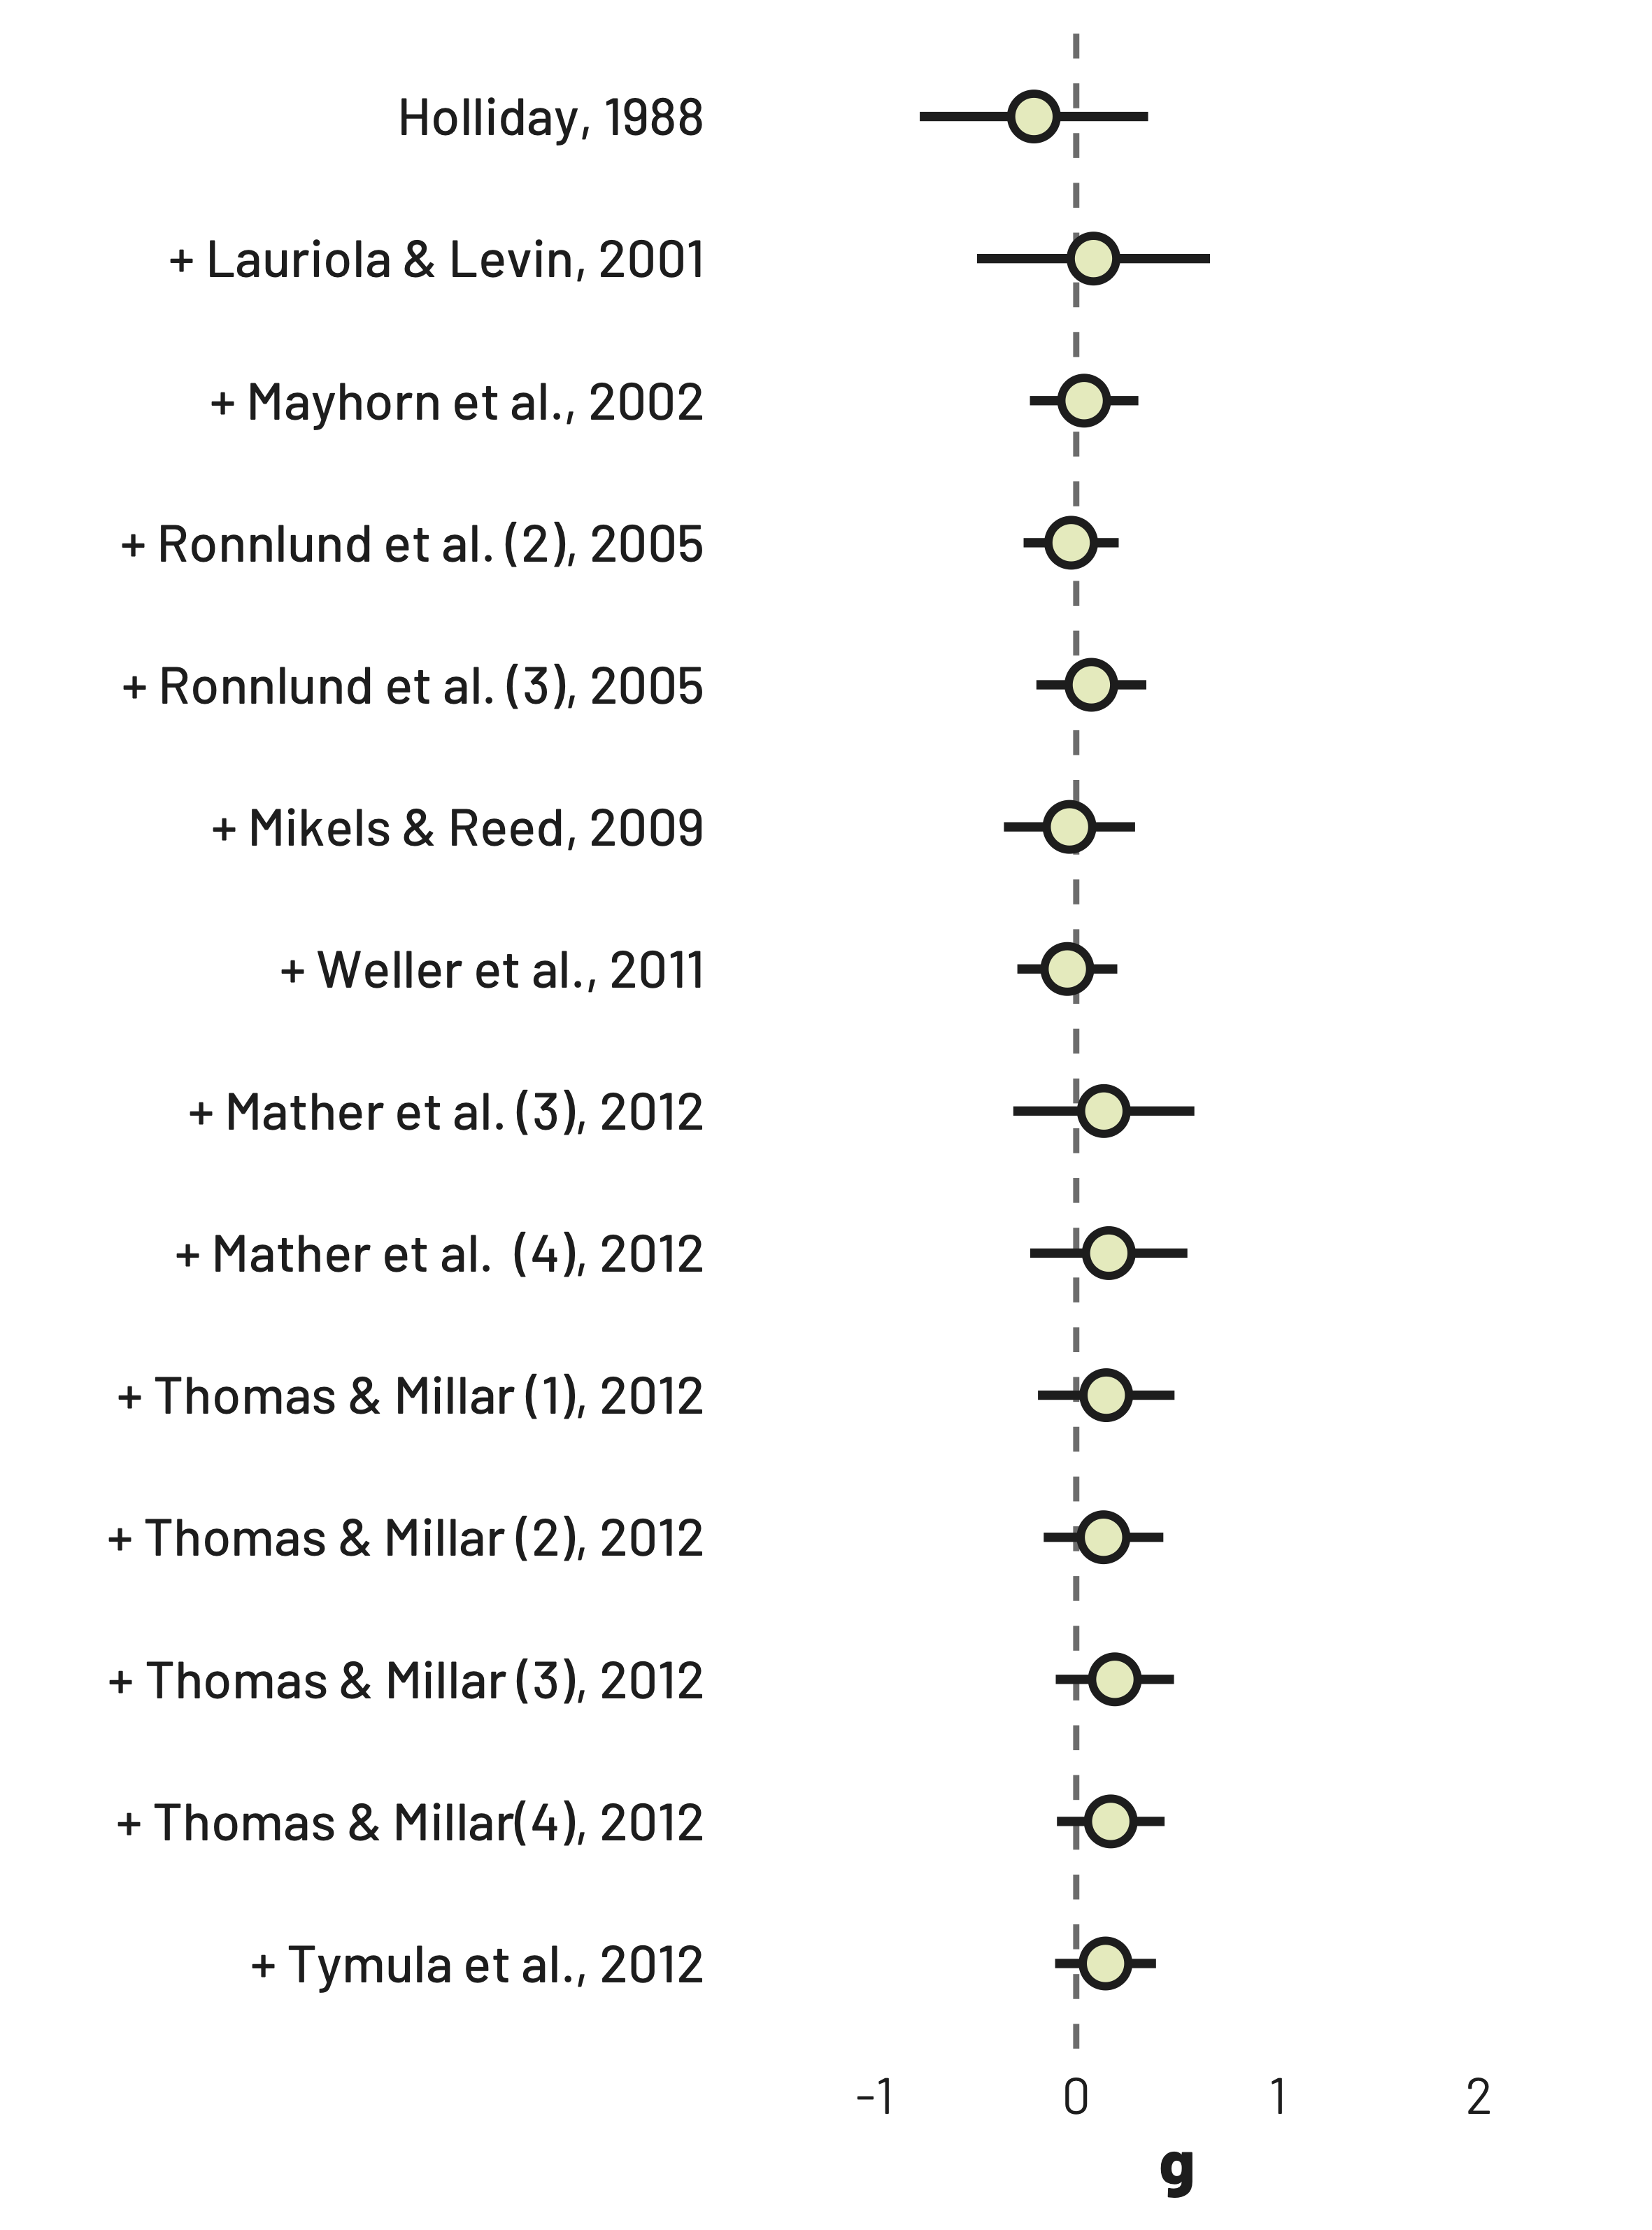 Holliday, 1988
+ Lauriola & Levin, 2001
+ Mayhorn et al., 2002
+ Ronnlund et al. (2), 2005
+ Ronnlund et al. (3), 2005
+ Mikels & Reed, 2009
+ Weller et al., 2011
+ Mather et al. (3), 2012
+ Mather et al.  (4), 2012
+ Thomas & Millar (1), 2012
+ Thomas & Millar (2), 2012
+ Thomas & Millar (3), 2012
+ Thomas & Millar(4), 2012
+ Tymula et al., 2012
-1 0 1 2
g